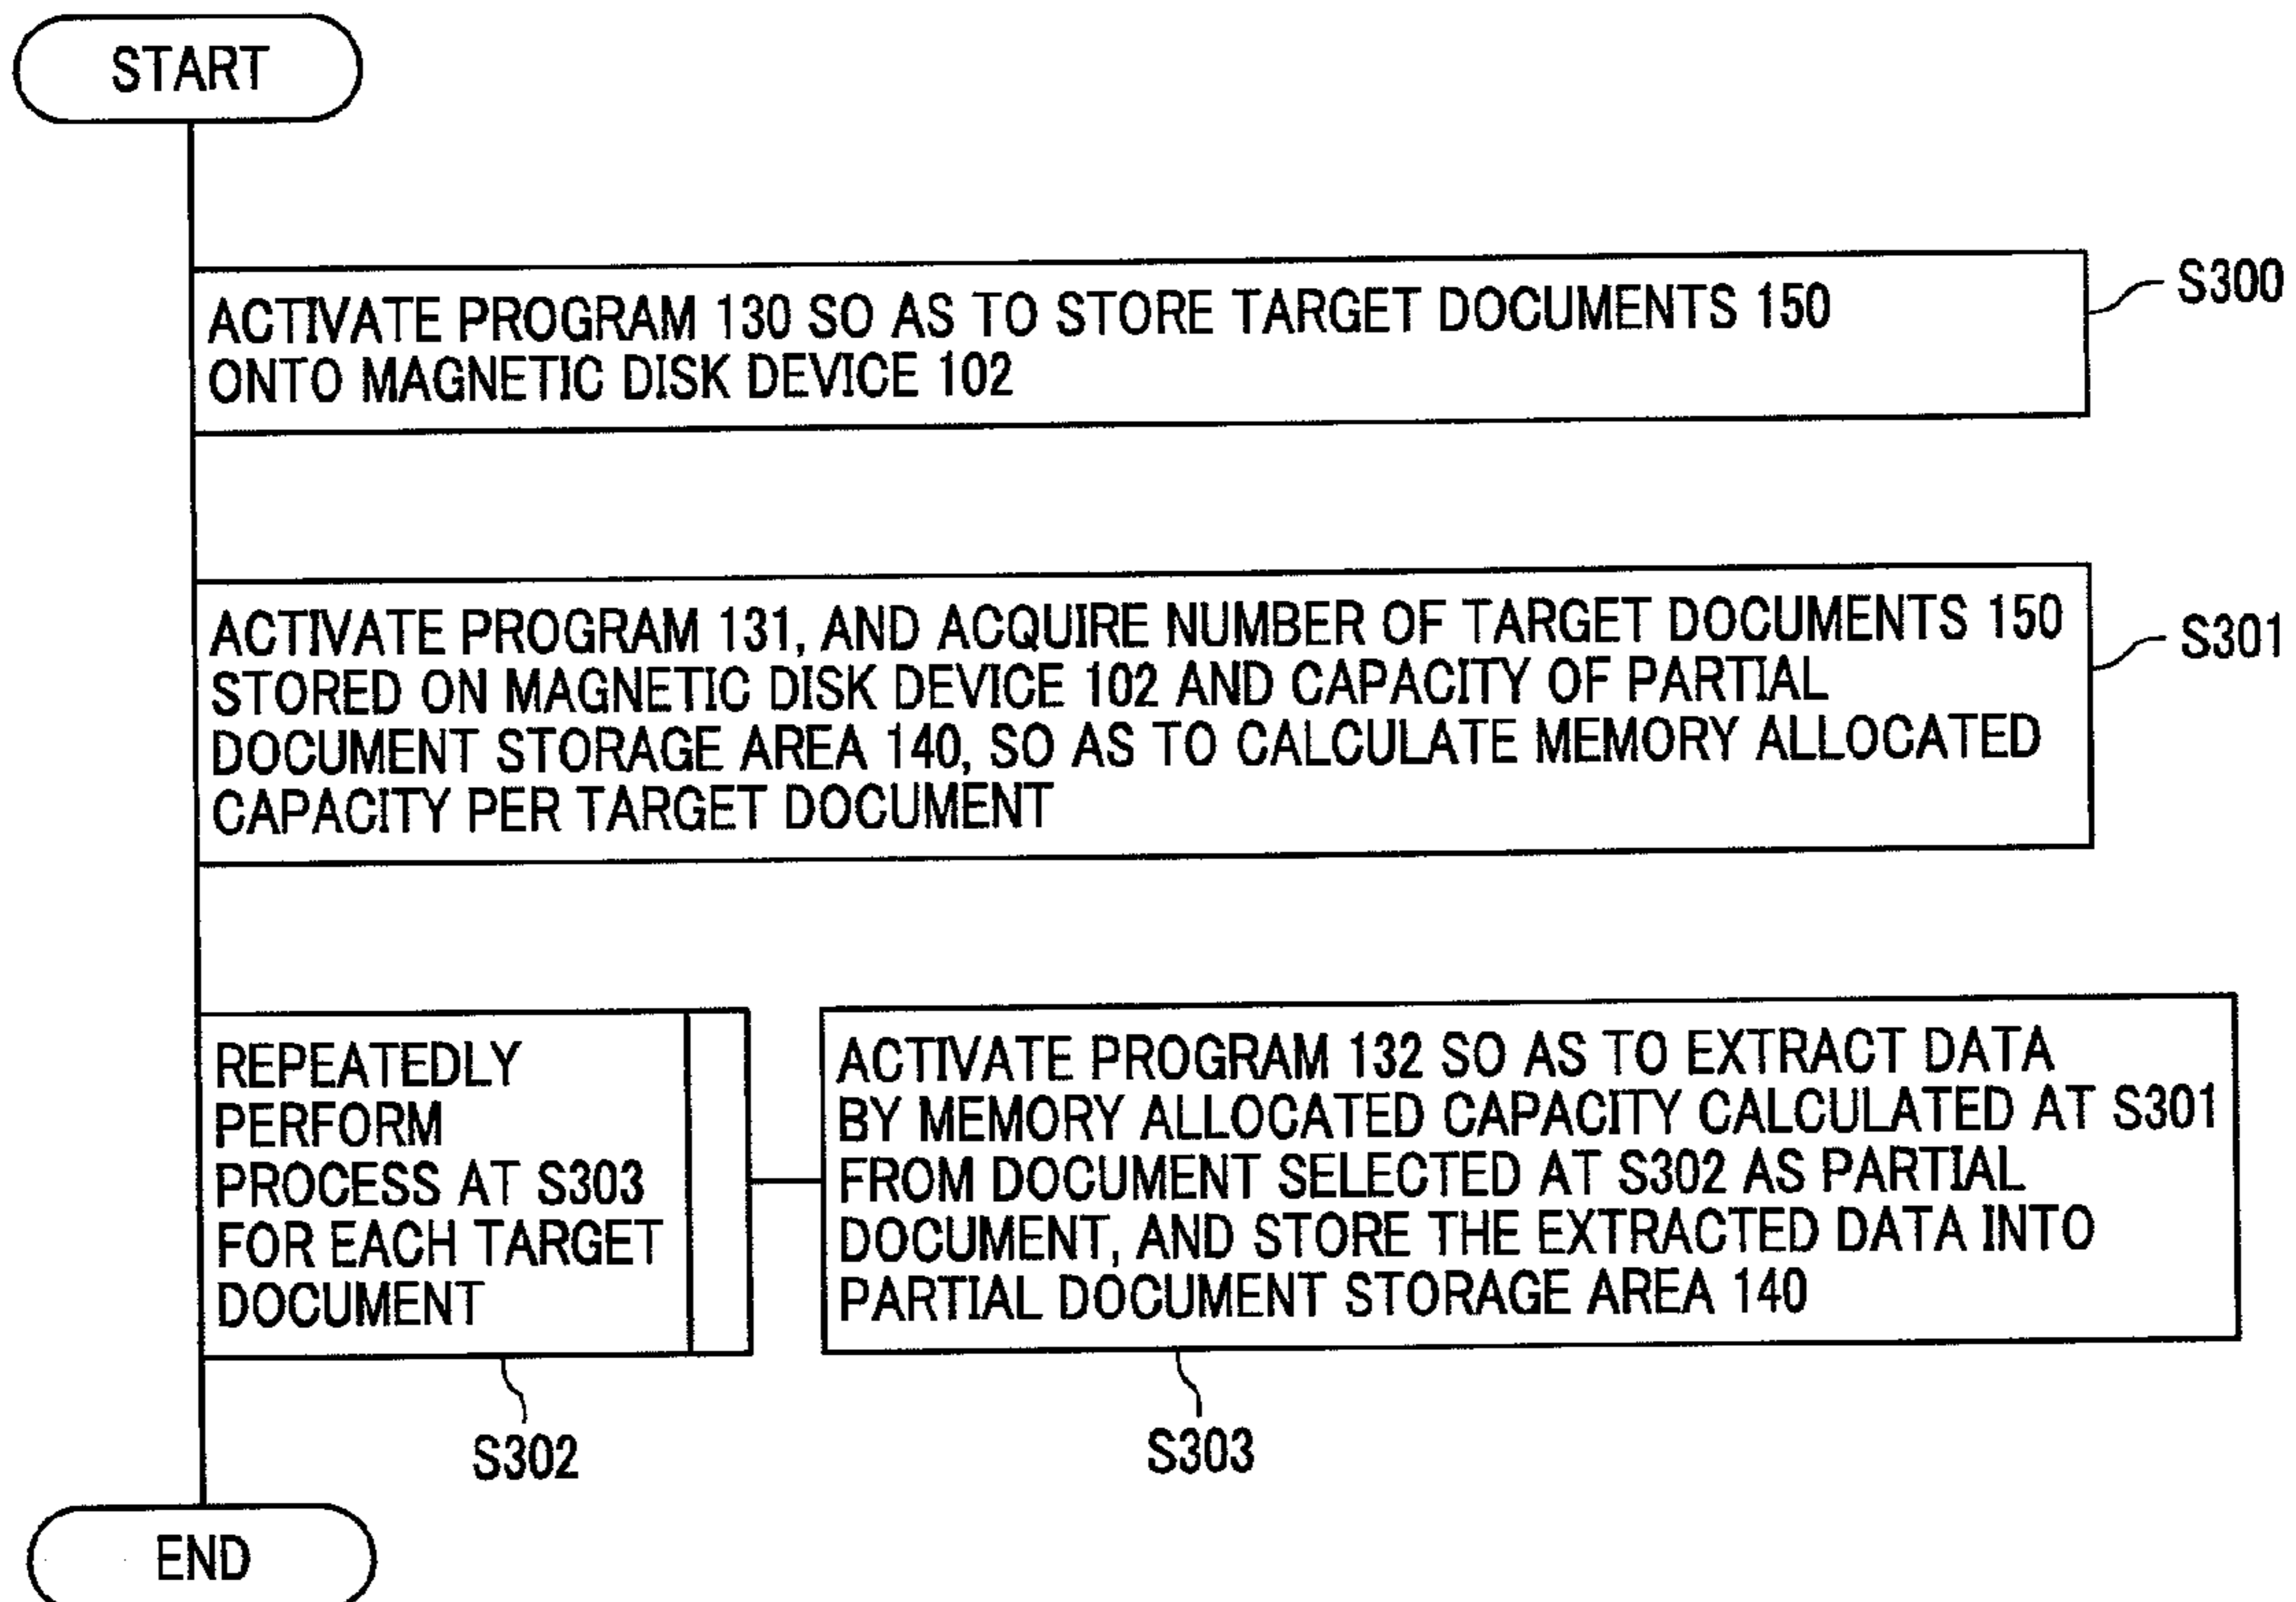 START
ACTIVATE PROGRAM 130 SO AS TO STORE TARGET DOCUMENTS 150
ONTO MAGNETIC DISK DEVICE 102
S300
ACTIVATE PROGRAM 131, AND ACQUIRE NUMBER OF TARGET DOCUMENTS 150
STORED ON MAGNETIC DISK DEVICE 102 AND CAPACITY OF PARTIAL
DOCUMENT STORAGE AREA 140, SO AS TO CALCULATE MEMORY ALLOCATED
CAPACITY PER TARGET DOCUMENT
S301
REPEATEDLY
PERFORM
PROCESS AT S303
FOR EACH TARGET
DOCUMENT
S302
ACTIVATE PROGRAM 132 SO AS TO EXTRACT DATA
BY MEMORY ALLOCATED CAPACITY CALCULATED AT S301
FROM DOCUMENT SELECTED AT S302 AS PARTIAL
DOCUMENT, AND STORE THE EXTRACTED DATA INTO
PARTIAL DOCUMENT STORAGE AREA 140
S303
END